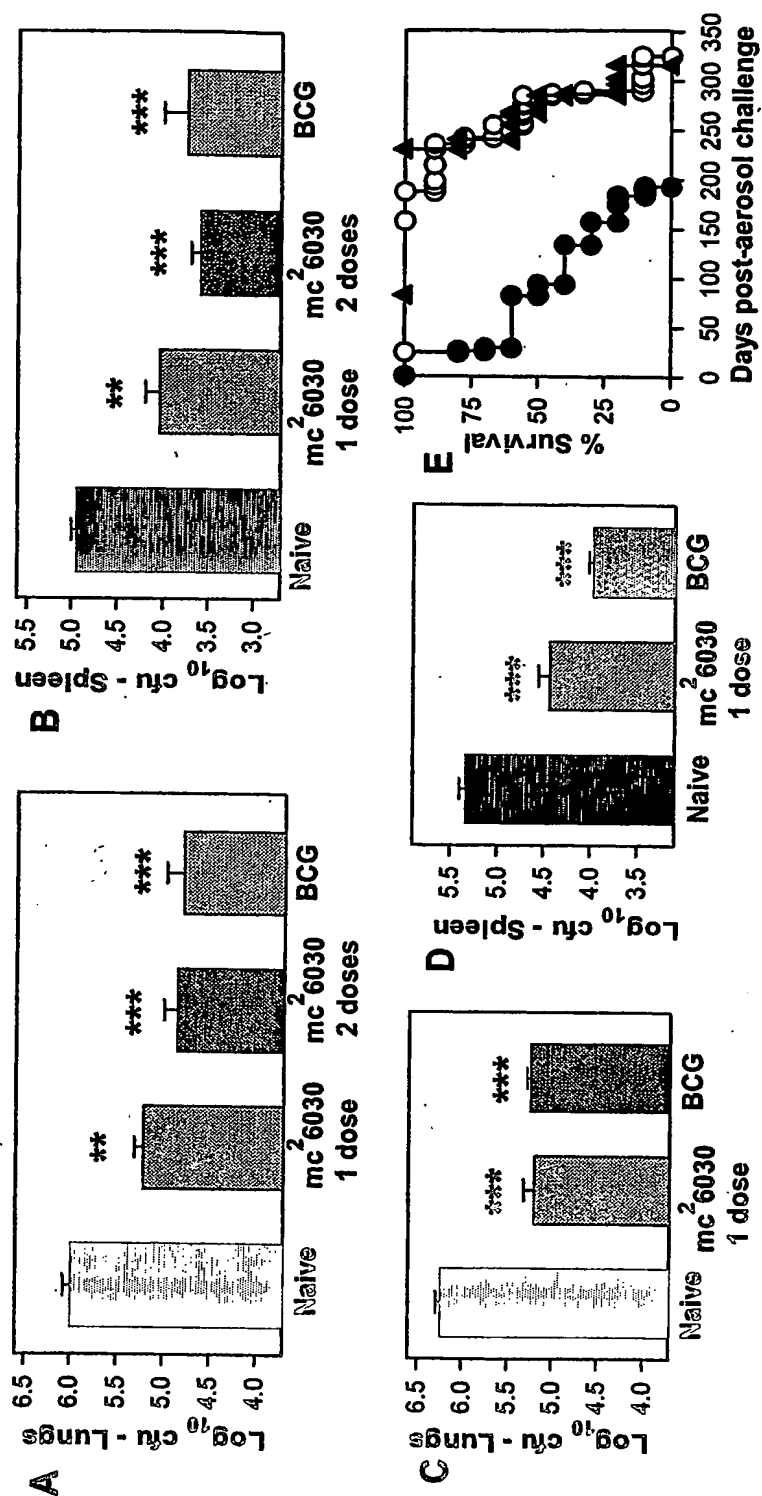 A
Log10 cfu - Lungs
6.5
6.0
5.5
5.0
4.5
4.0
**
***
***
Naive
mc2 6030
1 dose
mc2 6030
2 doses
BCG
B
Log10 cfu - Spleen
5.5
5.0
4.5
4.0
3.5
3.0
**
***
***
Naive
mc2 6030
1 dose
mc2 6030
2 doses
BCG
C
Log10 cfu - Lungs
6.5
6.0
5.5
5.0
4.5
4.0
***
***
Naive
mc2 6030
1 dose
BCG
D
Log10 cfu - Spleen
5.5
5.0
4.5
4.0
3.5
***
***
Naive
mc2 6030
1 dose
BCG
E
% Survival
100
75
50
25
0
0 50 100 150 200 250 300 350
Days post-aerosol challenge